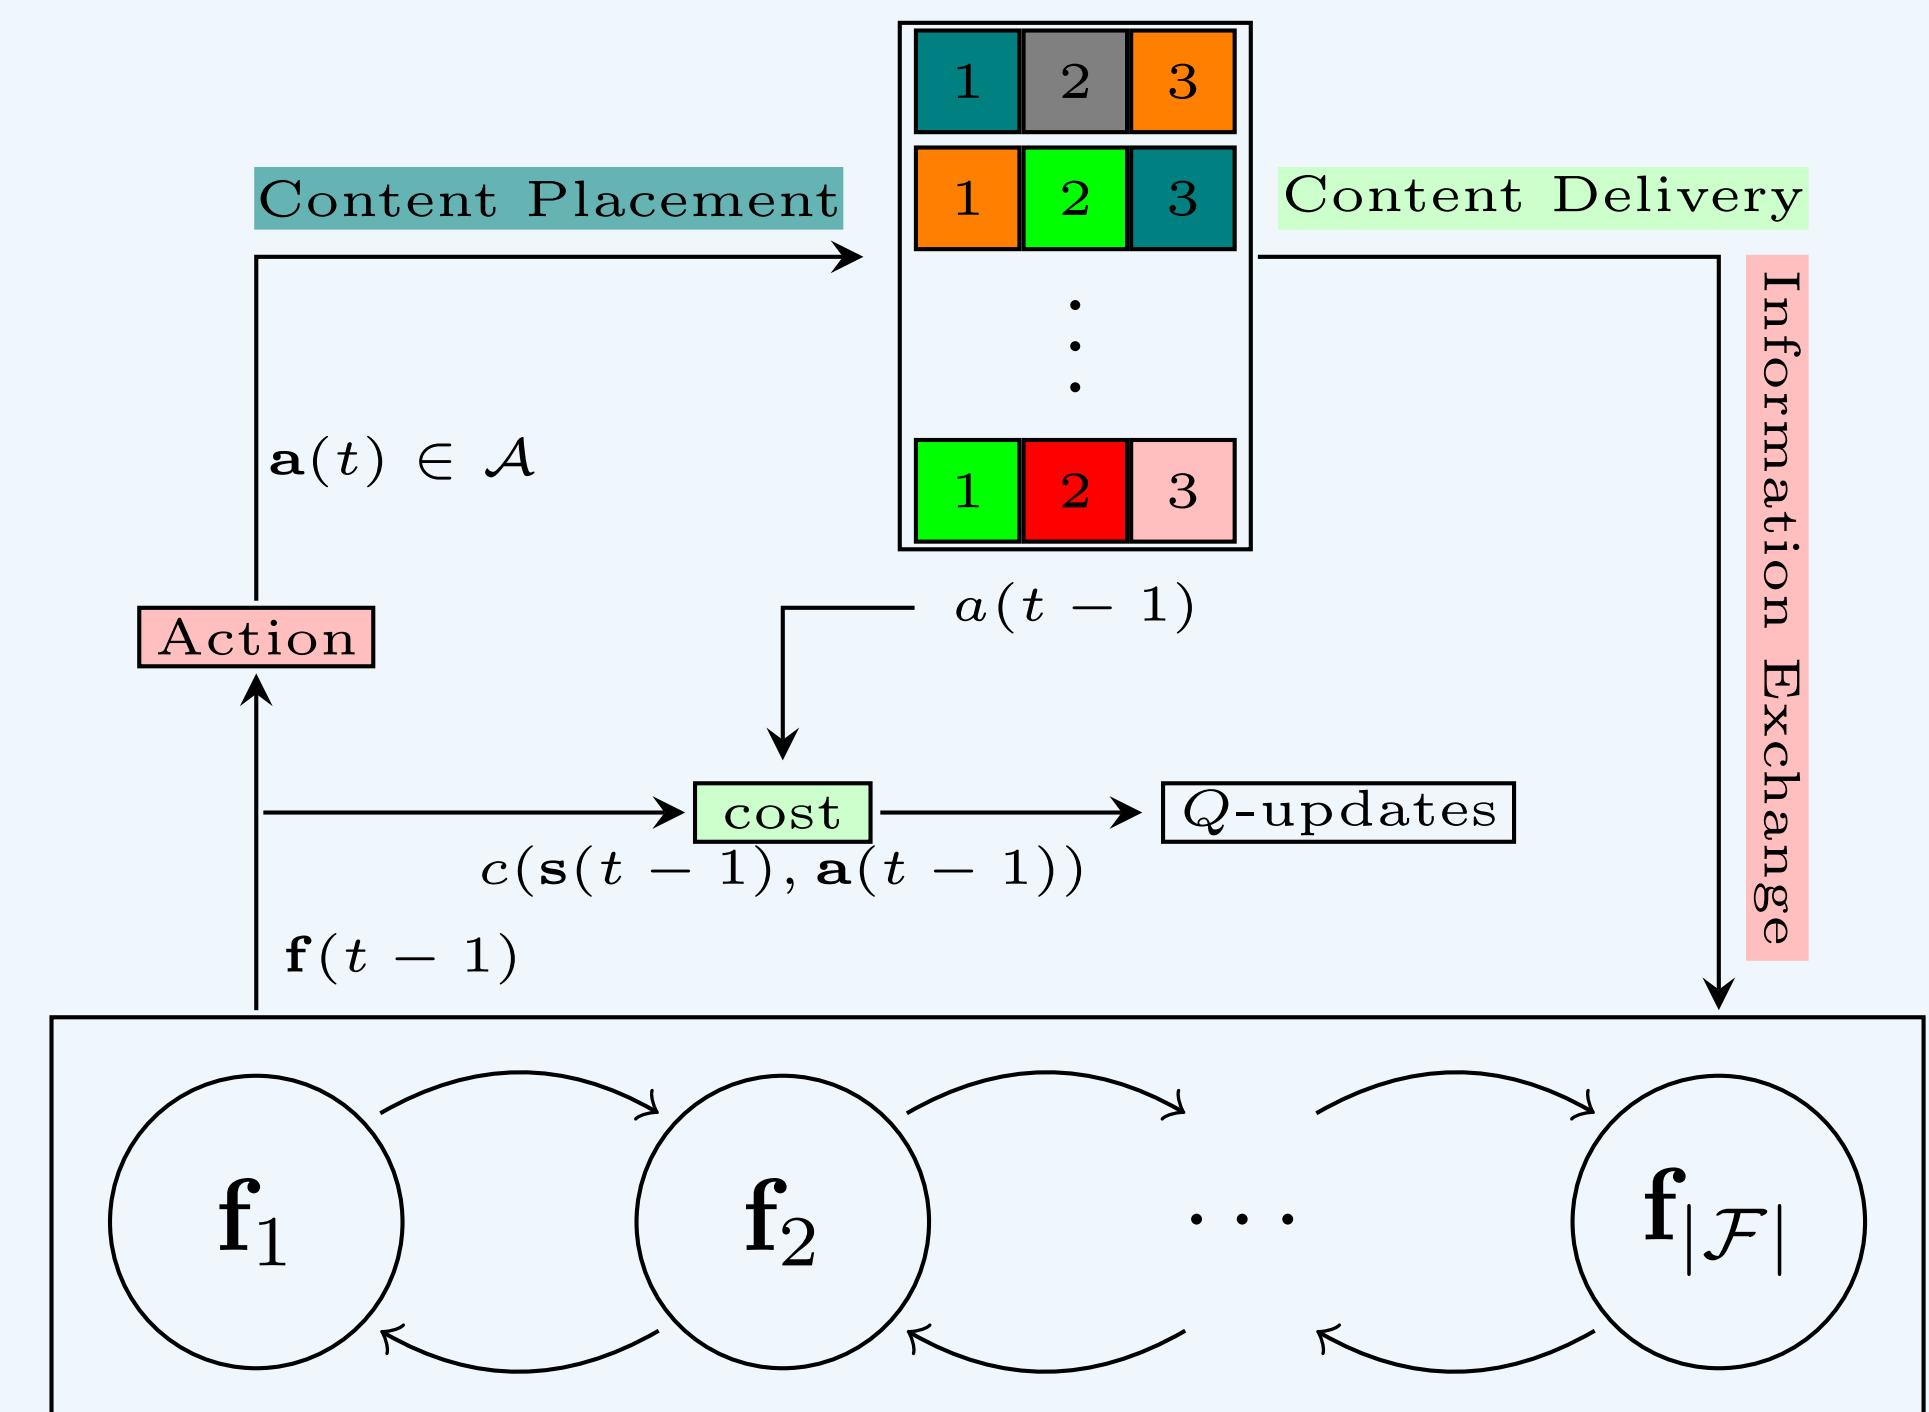 1 2 3
Content Placement
1 2 3
Content Delivery
Information Exchange
⋮
a(t) ∈ 𝒜
1 2 3
a(t − 1)
Action
cost
Q-updates
c(s(t − 1), a(t − 1))
f(t − 1)
f₁
f₂
⋯
f|ℱ|